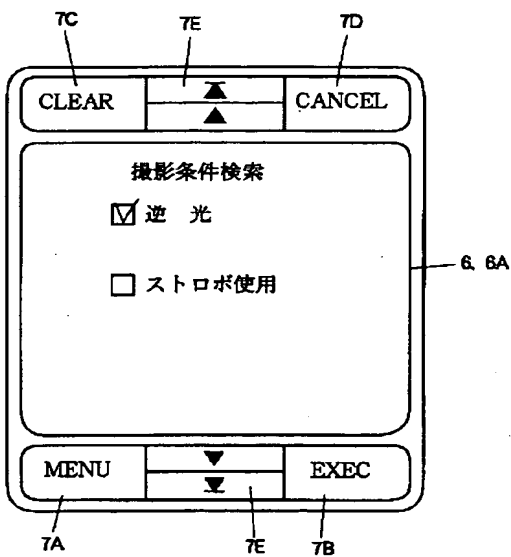 7C 7E 7D
CLEAR CANCEL
撮影条件検索
逆 光
ストロボ使用
6, 6A
MENU EXEC
7A 7E 7B